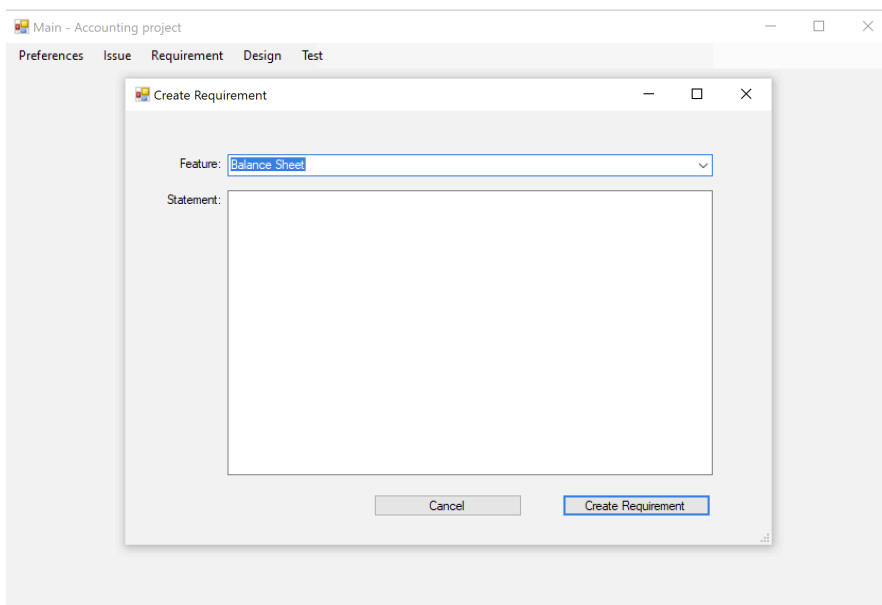 Main - Accounting project
Preferences Issue Requirement Design Test
Create Requirement
Feature: Balance Sheet
Statement:
Cancel Create Requirement